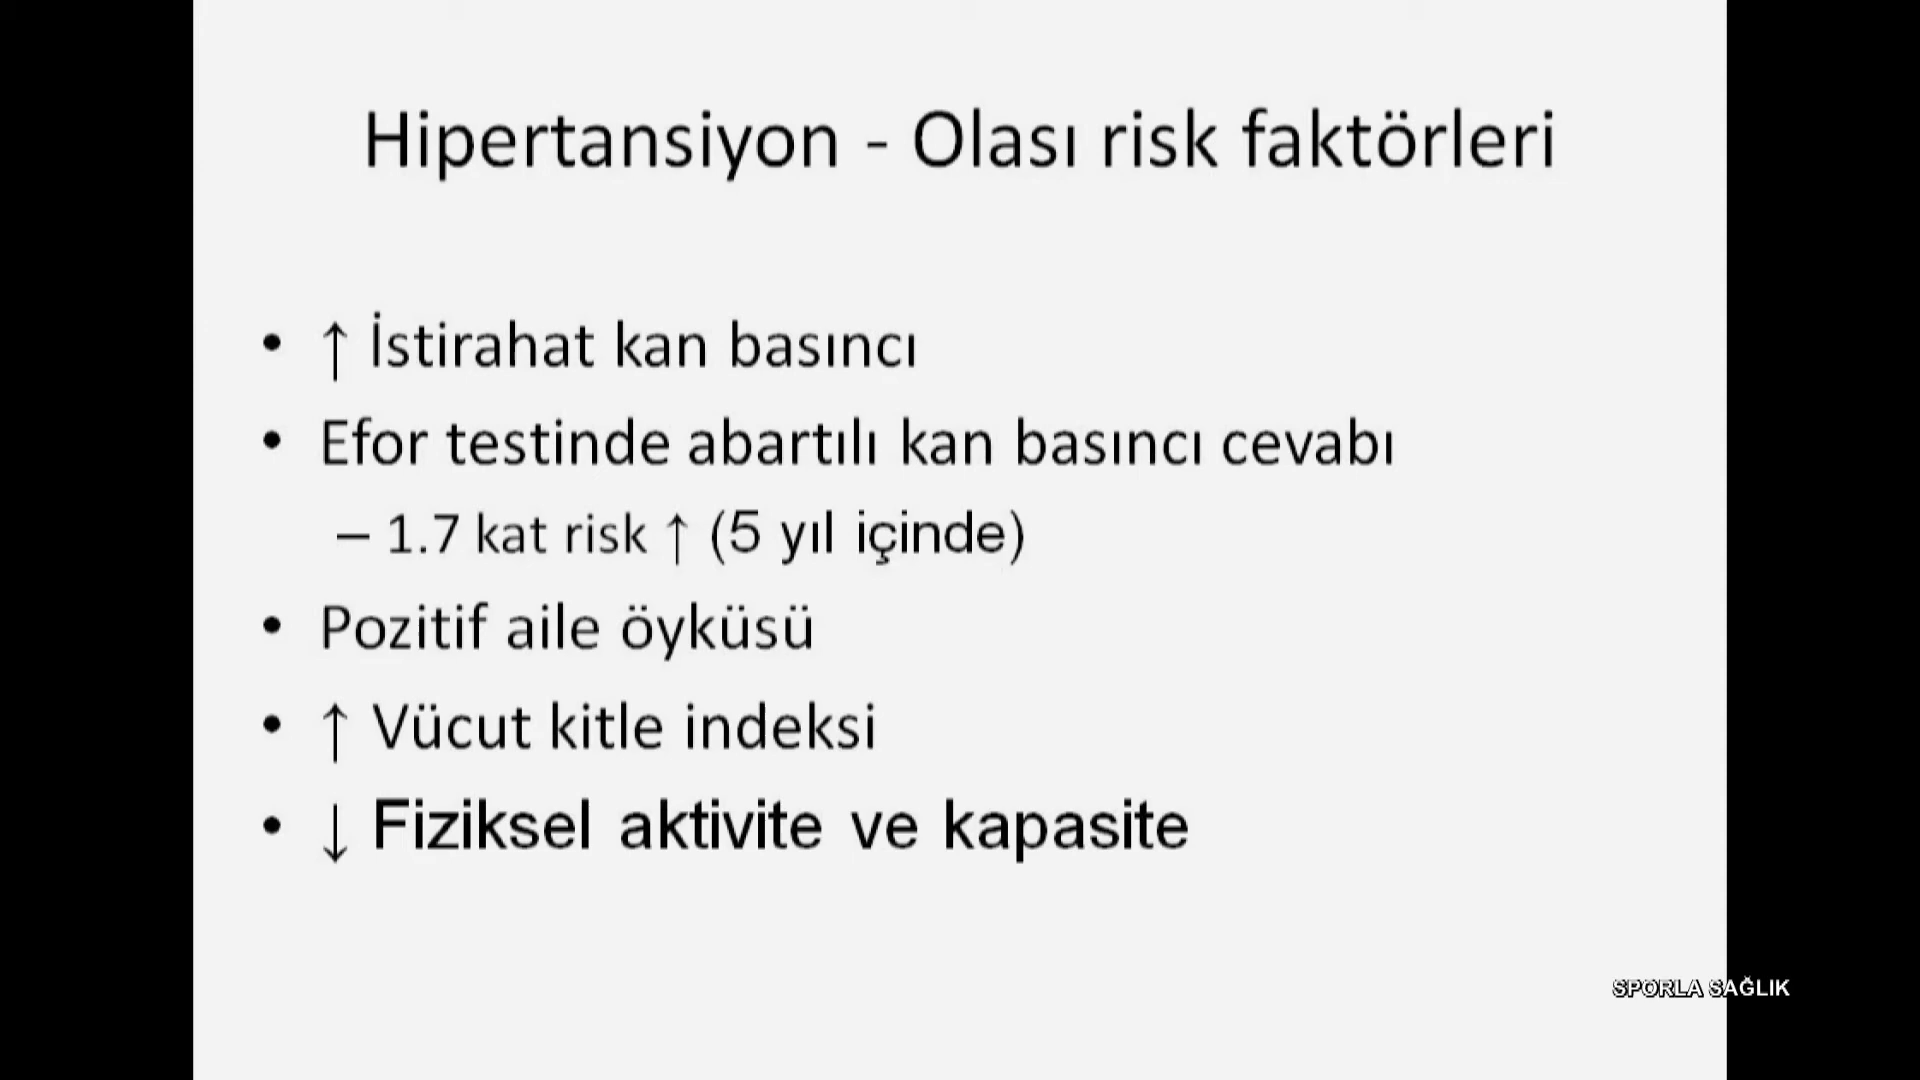 Hipertansiyon - Olası risk faktörleri
• ↑ İstirahat kan basıncı
• Efor testinde abartılı kan basıncı cevabı
– 1.7 kat risk ↑ (5 yıl içinde)
• Pozitif aile öyküsü
• ↑ Vücut kitle indeksi
• ↓ Fiziksel aktivite ve kapasite
SPORLA SAĞLIK